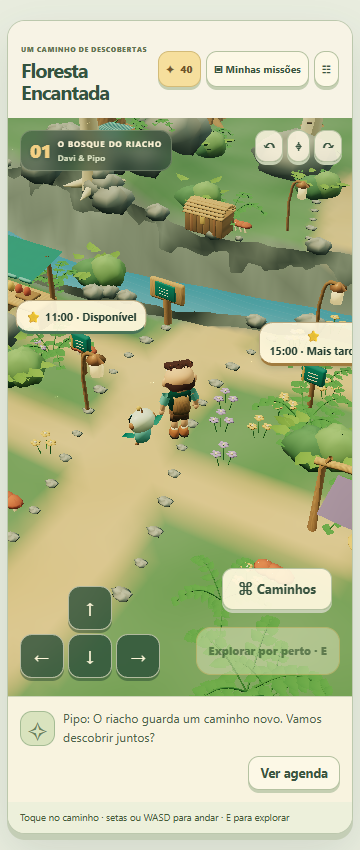 UM CAMINHO DE DESCOBERTAS
Floresta
Encantada
40
Minhas missões
01
O BOSQUE DO RIACHO
Davi & Pipo
11:00 · Disponível
15:00 · Mais tard
Caminhos
Explorar por perto · E
↑
← ↓ →
Pipo: O riacho guarda um caminho novo. Vamos
descobrir juntos?
Ver agenda
Toque no caminho · setas ou WASD para andar · E para explorar